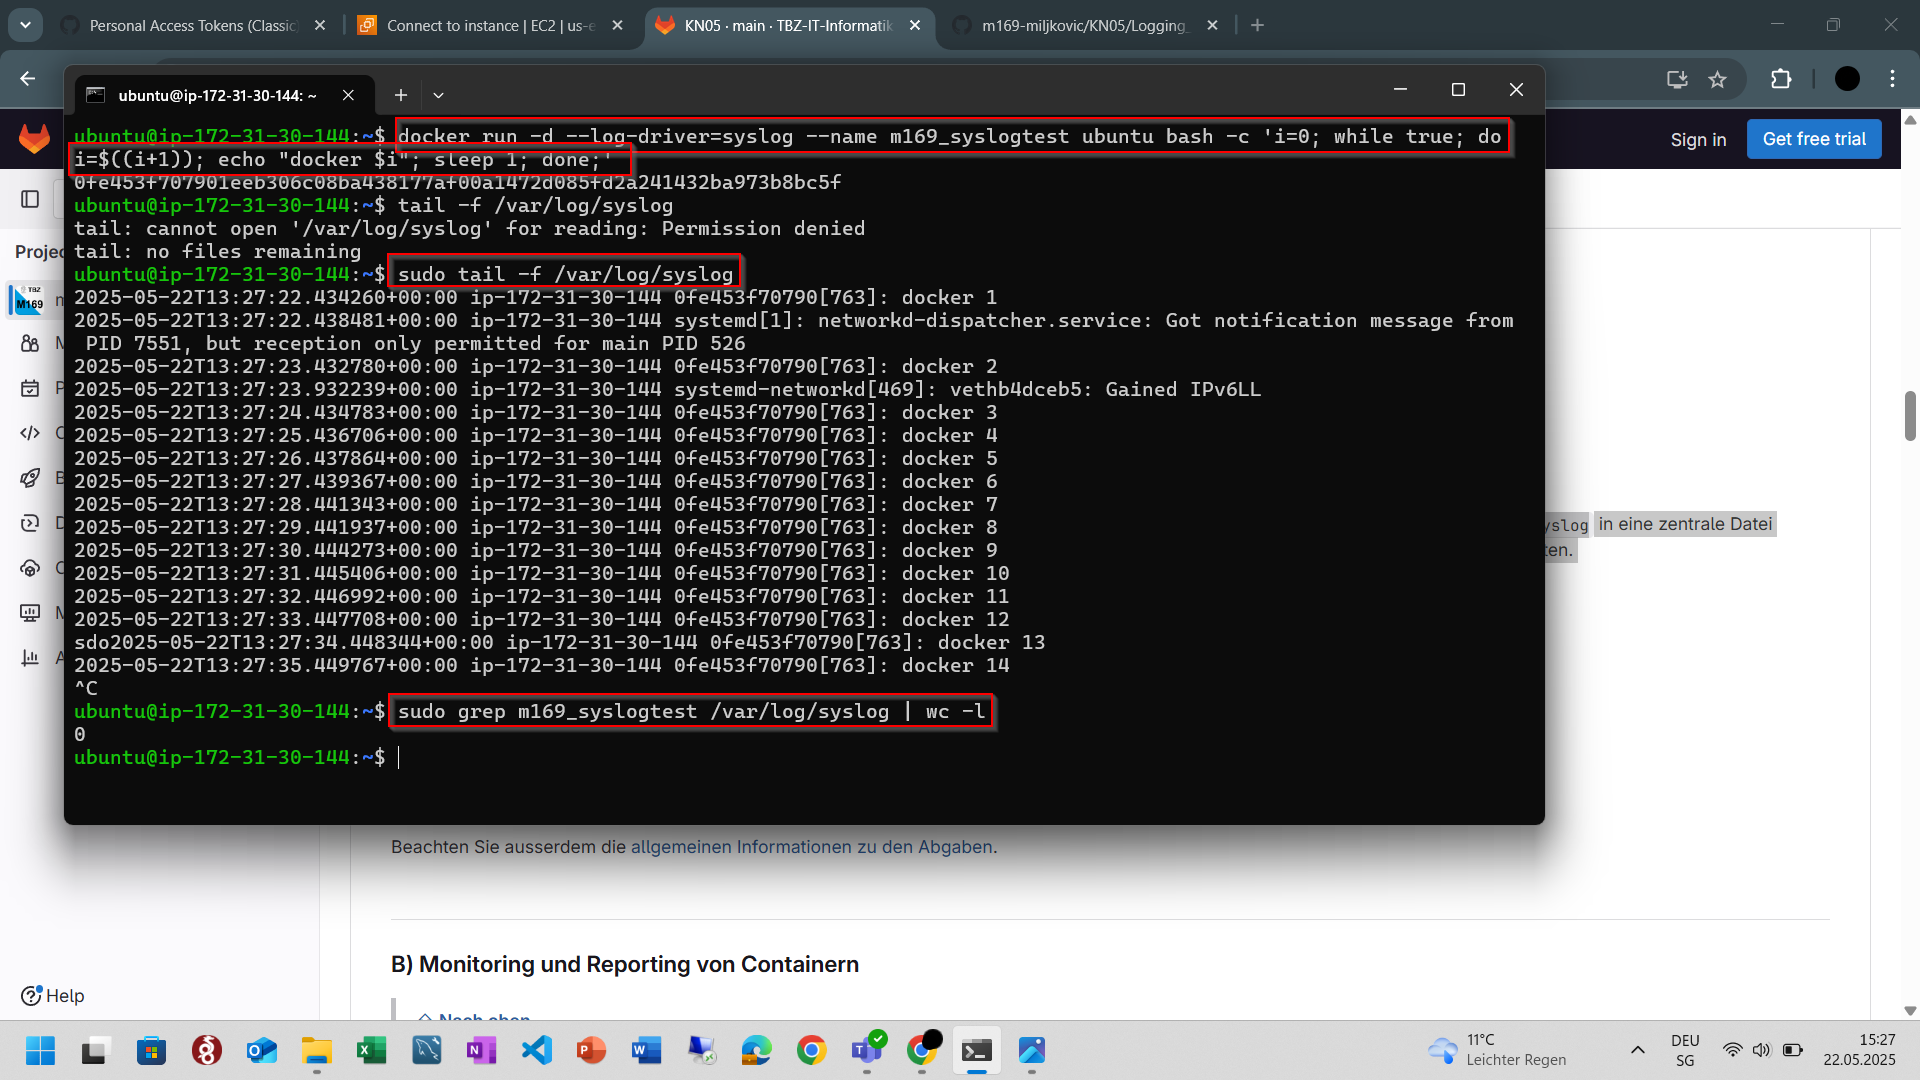 Personal Access Tokens (Classic)
Connect to instance | EC2 | us-e
KN05 · main · TBZ-IT-Informatik
m169-miljkovic/KN05/Logging_
ubuntu@ip-172-31-30-144: ~
Sign in
Get free trial
ubuntu@ip-172-31-30-144:~$ docker run -d --log-driver=syslog --name m169_syslogtest ubuntu bash -c 'i=0; while true; do
i=$((i+1)); echo "docker $i"; sleep 1; done;'
0fe453f707901eeb306c08ba438177af00a1472d085fd2a241432ba973b8bc5f
ubuntu@ip-172-31-30-144:~$ tail -f /var/log/syslog
tail: cannot open '/var/log/syslog' for reading: Permission denied
tail: no files remaining
ubuntu@ip-172-31-30-144:~$ sudo tail -f /var/log/syslog
2025-05-22T13:27:22.434260+00:00 ip-172-31-30-144 0fe453f70790[763]: docker 1
2025-05-22T13:27:22.438481+00:00 ip-172-31-30-144 systemd[1]: networkd-dispatcher.service: Got notification message from
PID 7551, but reception only permitted for main PID 526
2025-05-22T13:27:23.432780+00:00 ip-172-31-30-144 0fe453f70790[763]: docker 2
2025-05-22T13:27:23.932239+00:00 ip-172-31-30-144 systemd-networkd[469]: vethb4dceb5: Gained IPv6LL
2025-05-22T13:27:24.434783+00:00 ip-172-31-30-144 0fe453f70790[763]: docker 3
2025-05-22T13:27:25.436706+00:00 ip-172-31-30-144 0fe453f70790[763]: docker 4
2025-05-22T13:27:26.437864+00:00 ip-172-31-30-144 0fe453f70790[763]: docker 5
2025-05-22T13:27:27.439367+00:00 ip-172-31-30-144 0fe453f70790[763]: docker 6
2025-05-22T13:27:28.441343+00:00 ip-172-31-30-144 0fe453f70790[763]: docker 7
2025-05-22T13:27:29.441937+00:00 ip-172-31-30-144 0fe453f70790[763]: docker 8
2025-05-22T13:27:30.444273+00:00 ip-172-31-30-144 0fe453f70790[763]: docker 9
2025-05-22T13:27:31.445406+00:00 ip-172-31-30-144 0fe453f70790[763]: docker 10
2025-05-22T13:27:32.446992+00:00 ip-172-31-30-144 0fe453f70790[763]: docker 11
2025-05-22T13:27:33.447708+00:00 ip-172-31-30-144 0fe453f70790[763]: docker 12
sdo2025-05-22T13:27:34.448344+00:00 ip-172-31-30-144 0fe453f70790[763]: docker 13
2025-05-22T13:27:35.449767+00:00 ip-172-31-30-144 0fe453f70790[763]: docker 14
^C
ubuntu@ip-172-31-30-144:~$ sudo grep m169_syslogtest /var/log/syslog | wc -l
0
ubuntu@ip-172-31-30-144:~$
Projec
TBZ
M169
yslog in eine zentrale Datei
ten.
Beachten Sie ausserdem die allgemeinen Informationen zu den Abgaben.
B) Monitoring und Reporting von Containern
Nach oben
Help
11°C
Leichter Regen
DEU
SG
15:27
22.05.2025